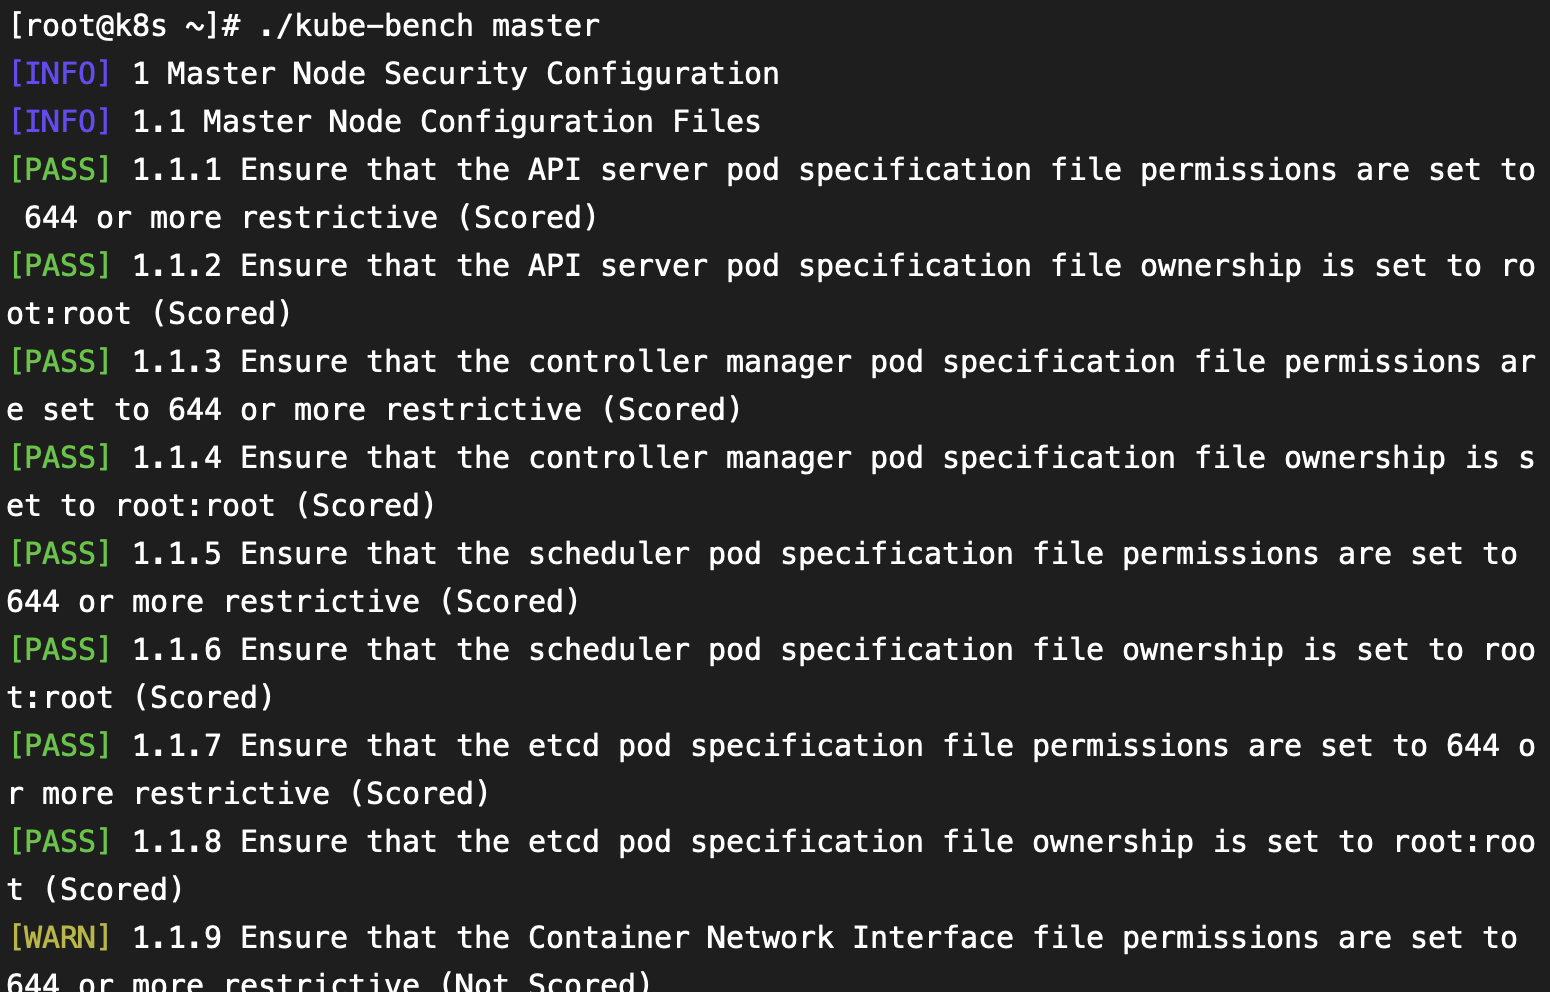 [root@k8s ~]# ./kube-bench master
[INFO] 1 Master Node Security Configuration
[INFO] 1.1 Master Node Configuration Files
[PASS] 1.1.1 Ensure that the API server pod specification file permissions are set to
 644 or more restrictive (Scored)
[PASS] 1.1.2 Ensure that the API server pod specification file ownership is set to ro
ot:root (Scored)
[PASS] 1.1.3 Ensure that the controller manager pod specification file permissions ar
e set to 644 or more restrictive (Scored)
[PASS] 1.1.4 Ensure that the controller manager pod specification file ownership is s
et to root:root (Scored)
[PASS] 1.1.5 Ensure that the scheduler pod specification file permissions are set to
644 or more restrictive (Scored)
[PASS] 1.1.6 Ensure that the scheduler pod specification file ownership is set to roo
t:root (Scored)
[PASS] 1.1.7 Ensure that the etcd pod specification file permissions are set to 644 o
r more restrictive (Scored)
[PASS] 1.1.8 Ensure that the etcd pod specification file ownership is set to root:roo
t (Scored)
[WARN] 1.1.9 Ensure that the Container Network Interface file permissions are set to
644 or more restrictive (Not Scored)